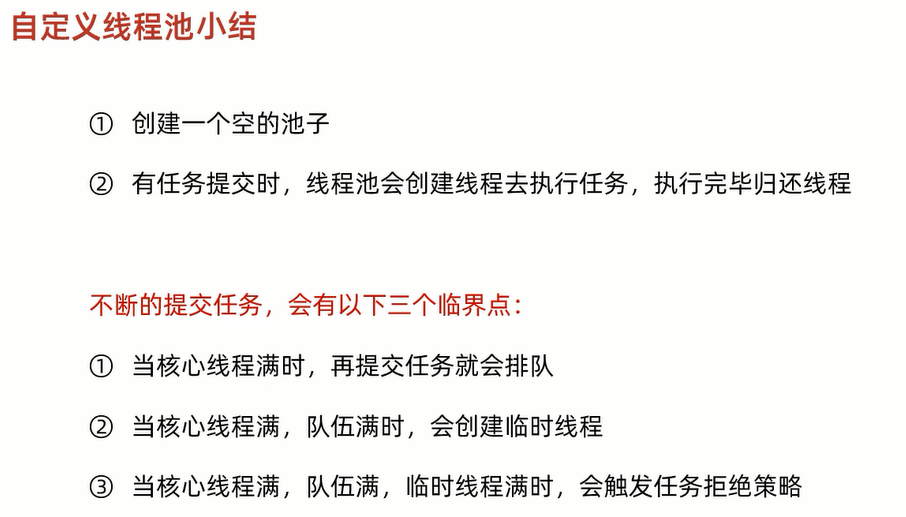 自定义线程池小结
① 创建一个空的池子
② 有任务提交时，线程池会创建线程去执行任务，执行完毕归还线程
不断的提交任务，会有以下三个临界点：
① 当核心线程满时，再提交任务就会排队
② 当核心线程满，队伍满时，会创建临时线程
③ 当核心线程满，队伍满，临时线程满时，会触发任务拒绝策略